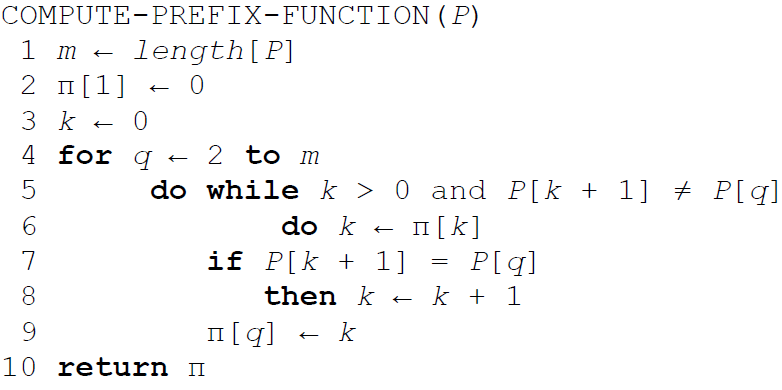 COMPUTE-PREFIX-FUNCTION(P)
1 m ← length[P]
2 π[1] ← 0
3 k ← 0
4 for q ← 2 to m
5 do while k > 0 and P[k + 1] ≠ P[q]
6 do k ← π[k]
7 if P[k + 1] = P[q]
8 then k ← k + 1
9 π[q] ← k
10 return π